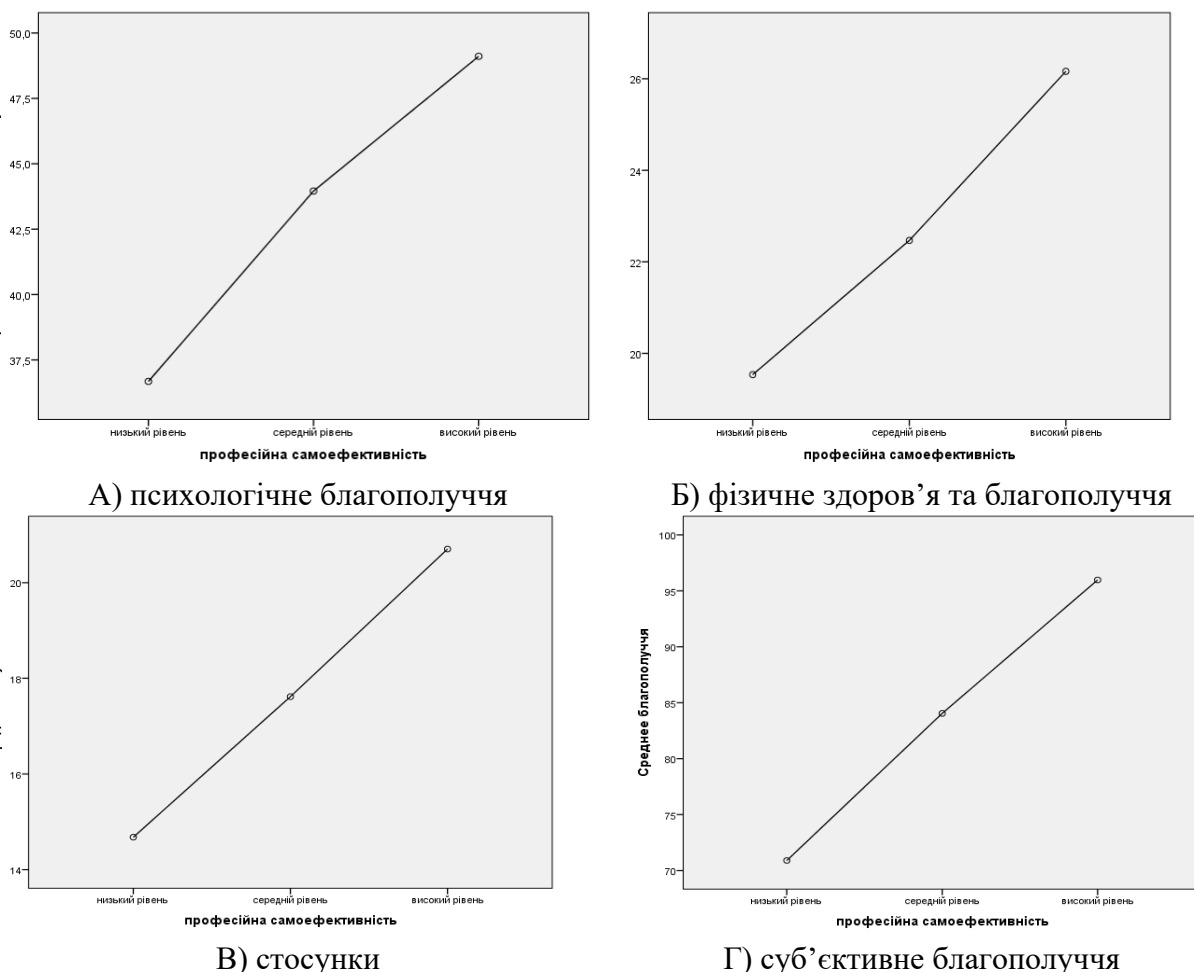 50,0
47,5
45,0
42,5
40,0
37,5
низький рівень середній рівень високий рівень
професійна самоефективність
А) психологічне благополуччя
26
24
22
20
низький рівень середній рівень високий рівень
професійна самоефективність
Б) фізичне здоров’я та благополуччя
20
18
16
14
низький рівень середній рівень високий рівень
професійна самоефективність
В) стосунки
Среднее благополуччя
100
95
90
85
80
75
70
низький рівень середній рівень високий рівень
професійна самоефективність
Г) суб’єктивне благополуччя